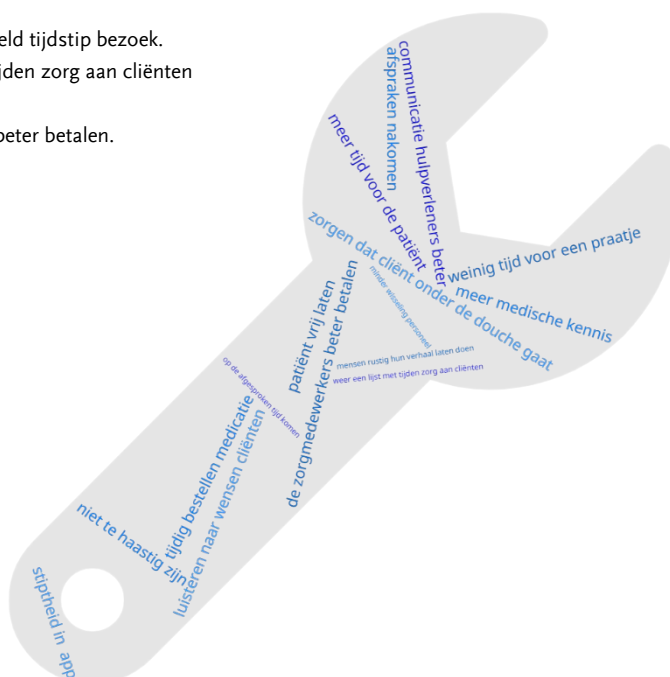 eld tijdstip bezoek.
jden zorg aan cliënten
beter betalen.
communicatie hulpverleners beter
afspraken nakomen
meer tijd voor de patiënt
zorgen dat cliënt onder de douche gaat
weinig tijd voor een praatje
meer medische kennis
minder wisseling personeel
patiënt vrij laten
de zorgmedewerkers beter betalen
mensen rustig hun verhaal laten doen
weer een lijst met tijden zorg aan cliënten
op de afgesproken tijd komen
tijdig bestellen medicatie
luisteren naar wensen cliënten
niet te haastig zijn
stiptheid in app